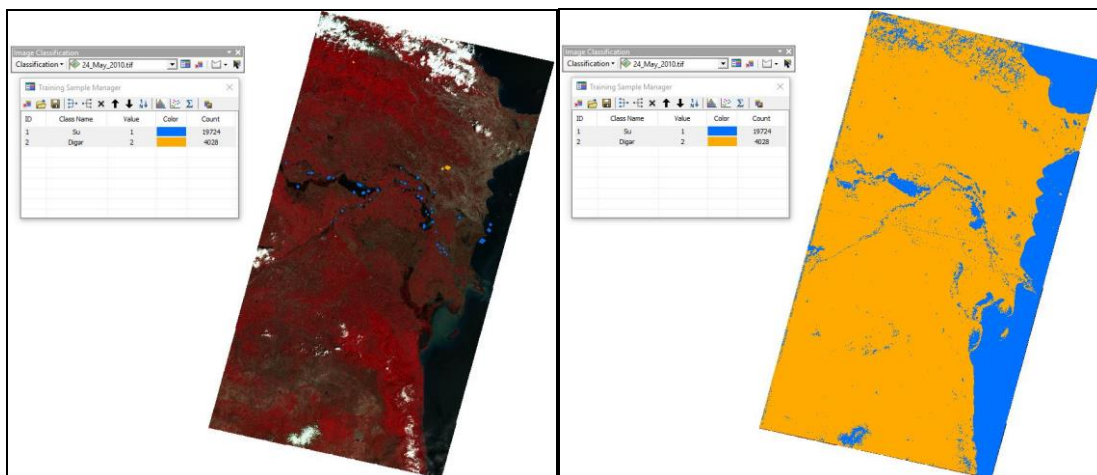 Image Classification
Classification 24_May_2010.tif
Training Sample Manager
ID Class Name Value Color Count
1 Su 1 19724
2 Digər 2 4028
Image Classification
Classification 24_May_2010.tif
Training Sample Manager
ID Class Name Value Color Count
1 Su 1 19724
2 Digər 2 4028